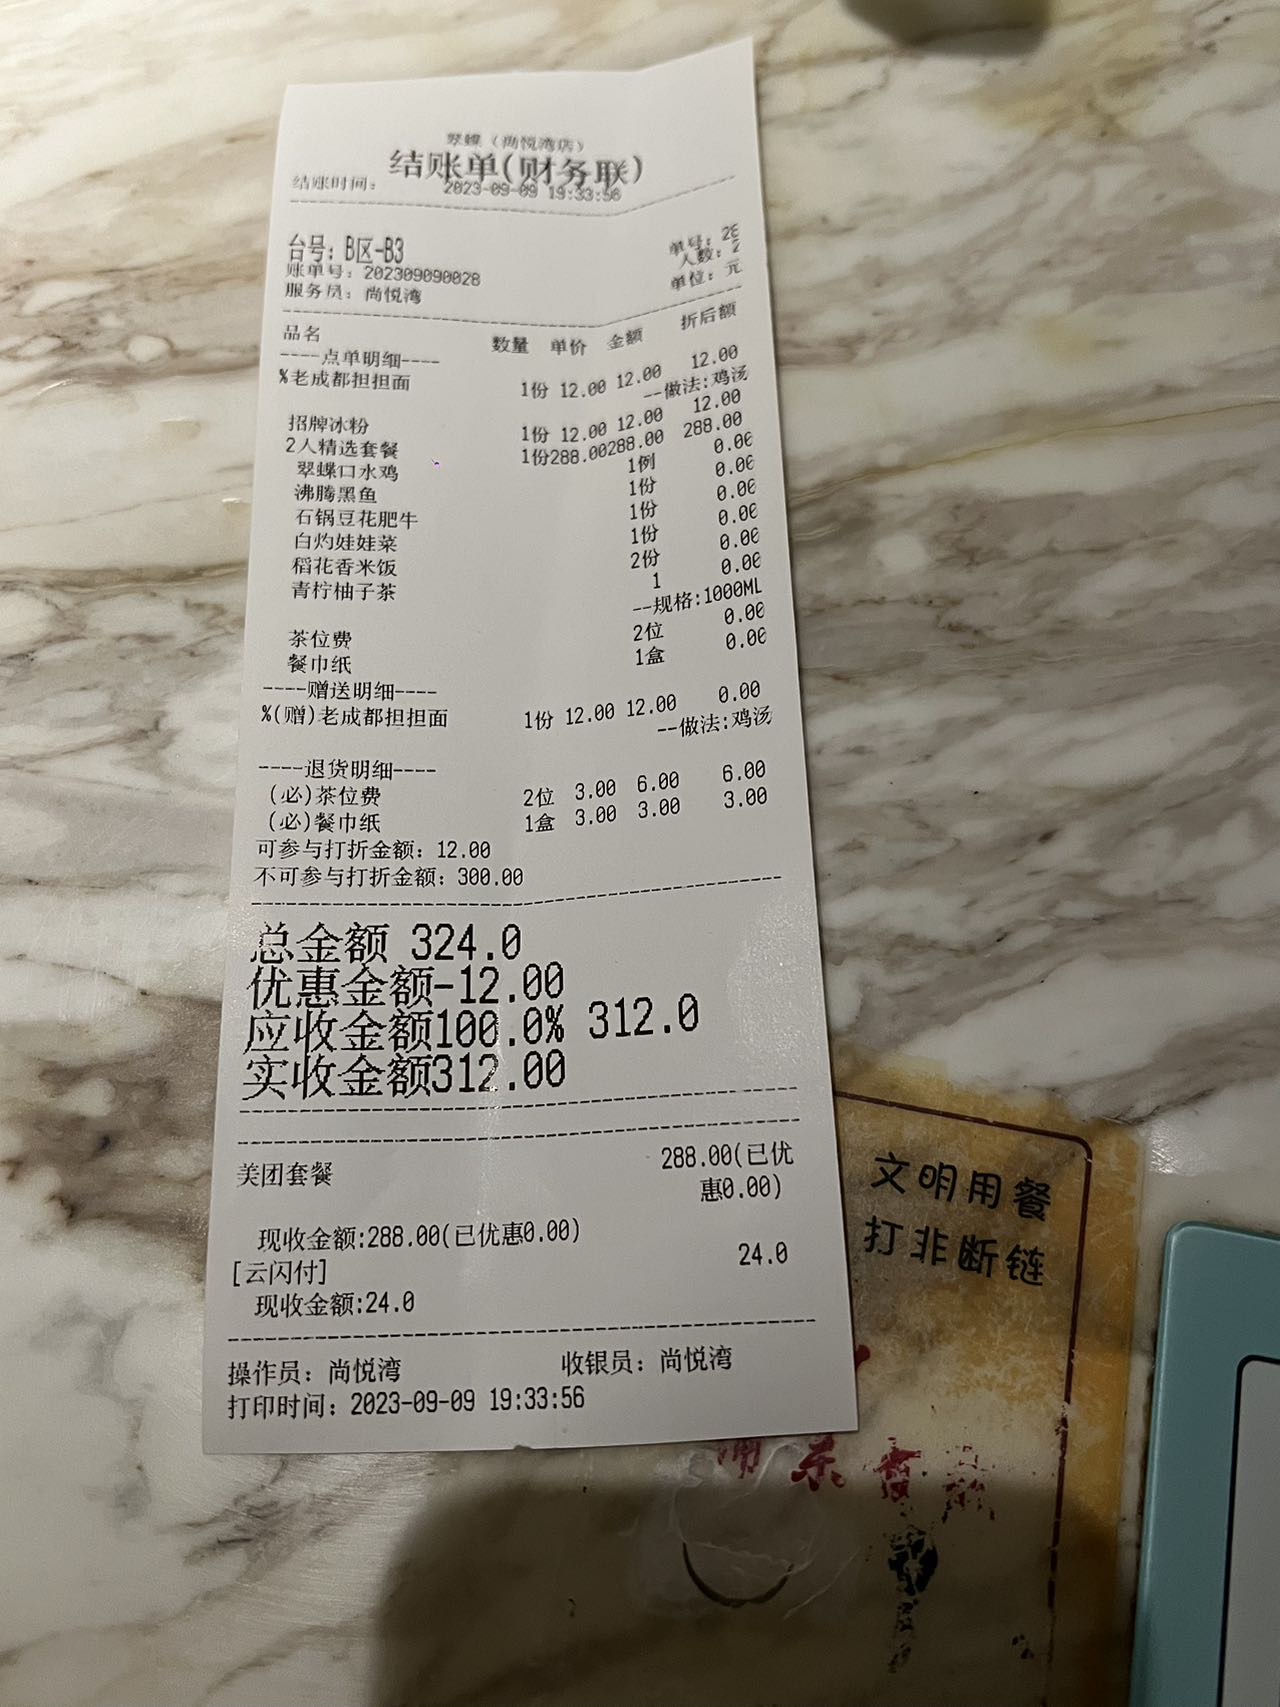 翠蝶（尚悦湾店）
结账单(财务联)
结账时间： 2023-09-09 19:33:56
台号：B区-B3 单号：28
账单号：202309090028 人数：2
服务员：尚悦湾 单位：元
品名 数量 单价 金额 折后额
----点单明细----
%老成都担担面 1份 12.00 12.00 12.00
--做法:鸡汤
招牌冰粉 1份 12.00 12.00 12.00
2人精选套餐 1份288.00288.00 288.00
翠蝶口水鸡 1例 0.00
沸腾黑鱼 1份 0.00
石锅豆花肥牛 1份 0.00
白灼娃娃菜 1份 0.00
稻花香米饭 2份 0.00
青柠柚子茶 1 0.00
--规格:1000ML
茶位费 2位 0.00
餐巾纸 1盒 0.00
----赠送明细----
%(赠)老成都担担面 1份 12.00 12.00 0.00
--做法:鸡汤
----退货明细----
(必)茶位费 2位 3.00 6.00 6.00
(必)餐巾纸 1盒 3.00 3.00 3.00
可参与打折金额：12.00
不可参与打折金额：300.00
总金额 324.0
优惠金额-12.00
应收金额100.0% 312.0
实收金额312.00
美团套餐 288.00(已优
惠0.00)
现收金额:288.00(已优惠0.00)
[云闪付] 24.0
现收金额:24.0
操作员：尚悦湾 收银员：尚悦湾
打印时间：2023-09-09 19:33:56
文明用餐
打非断链